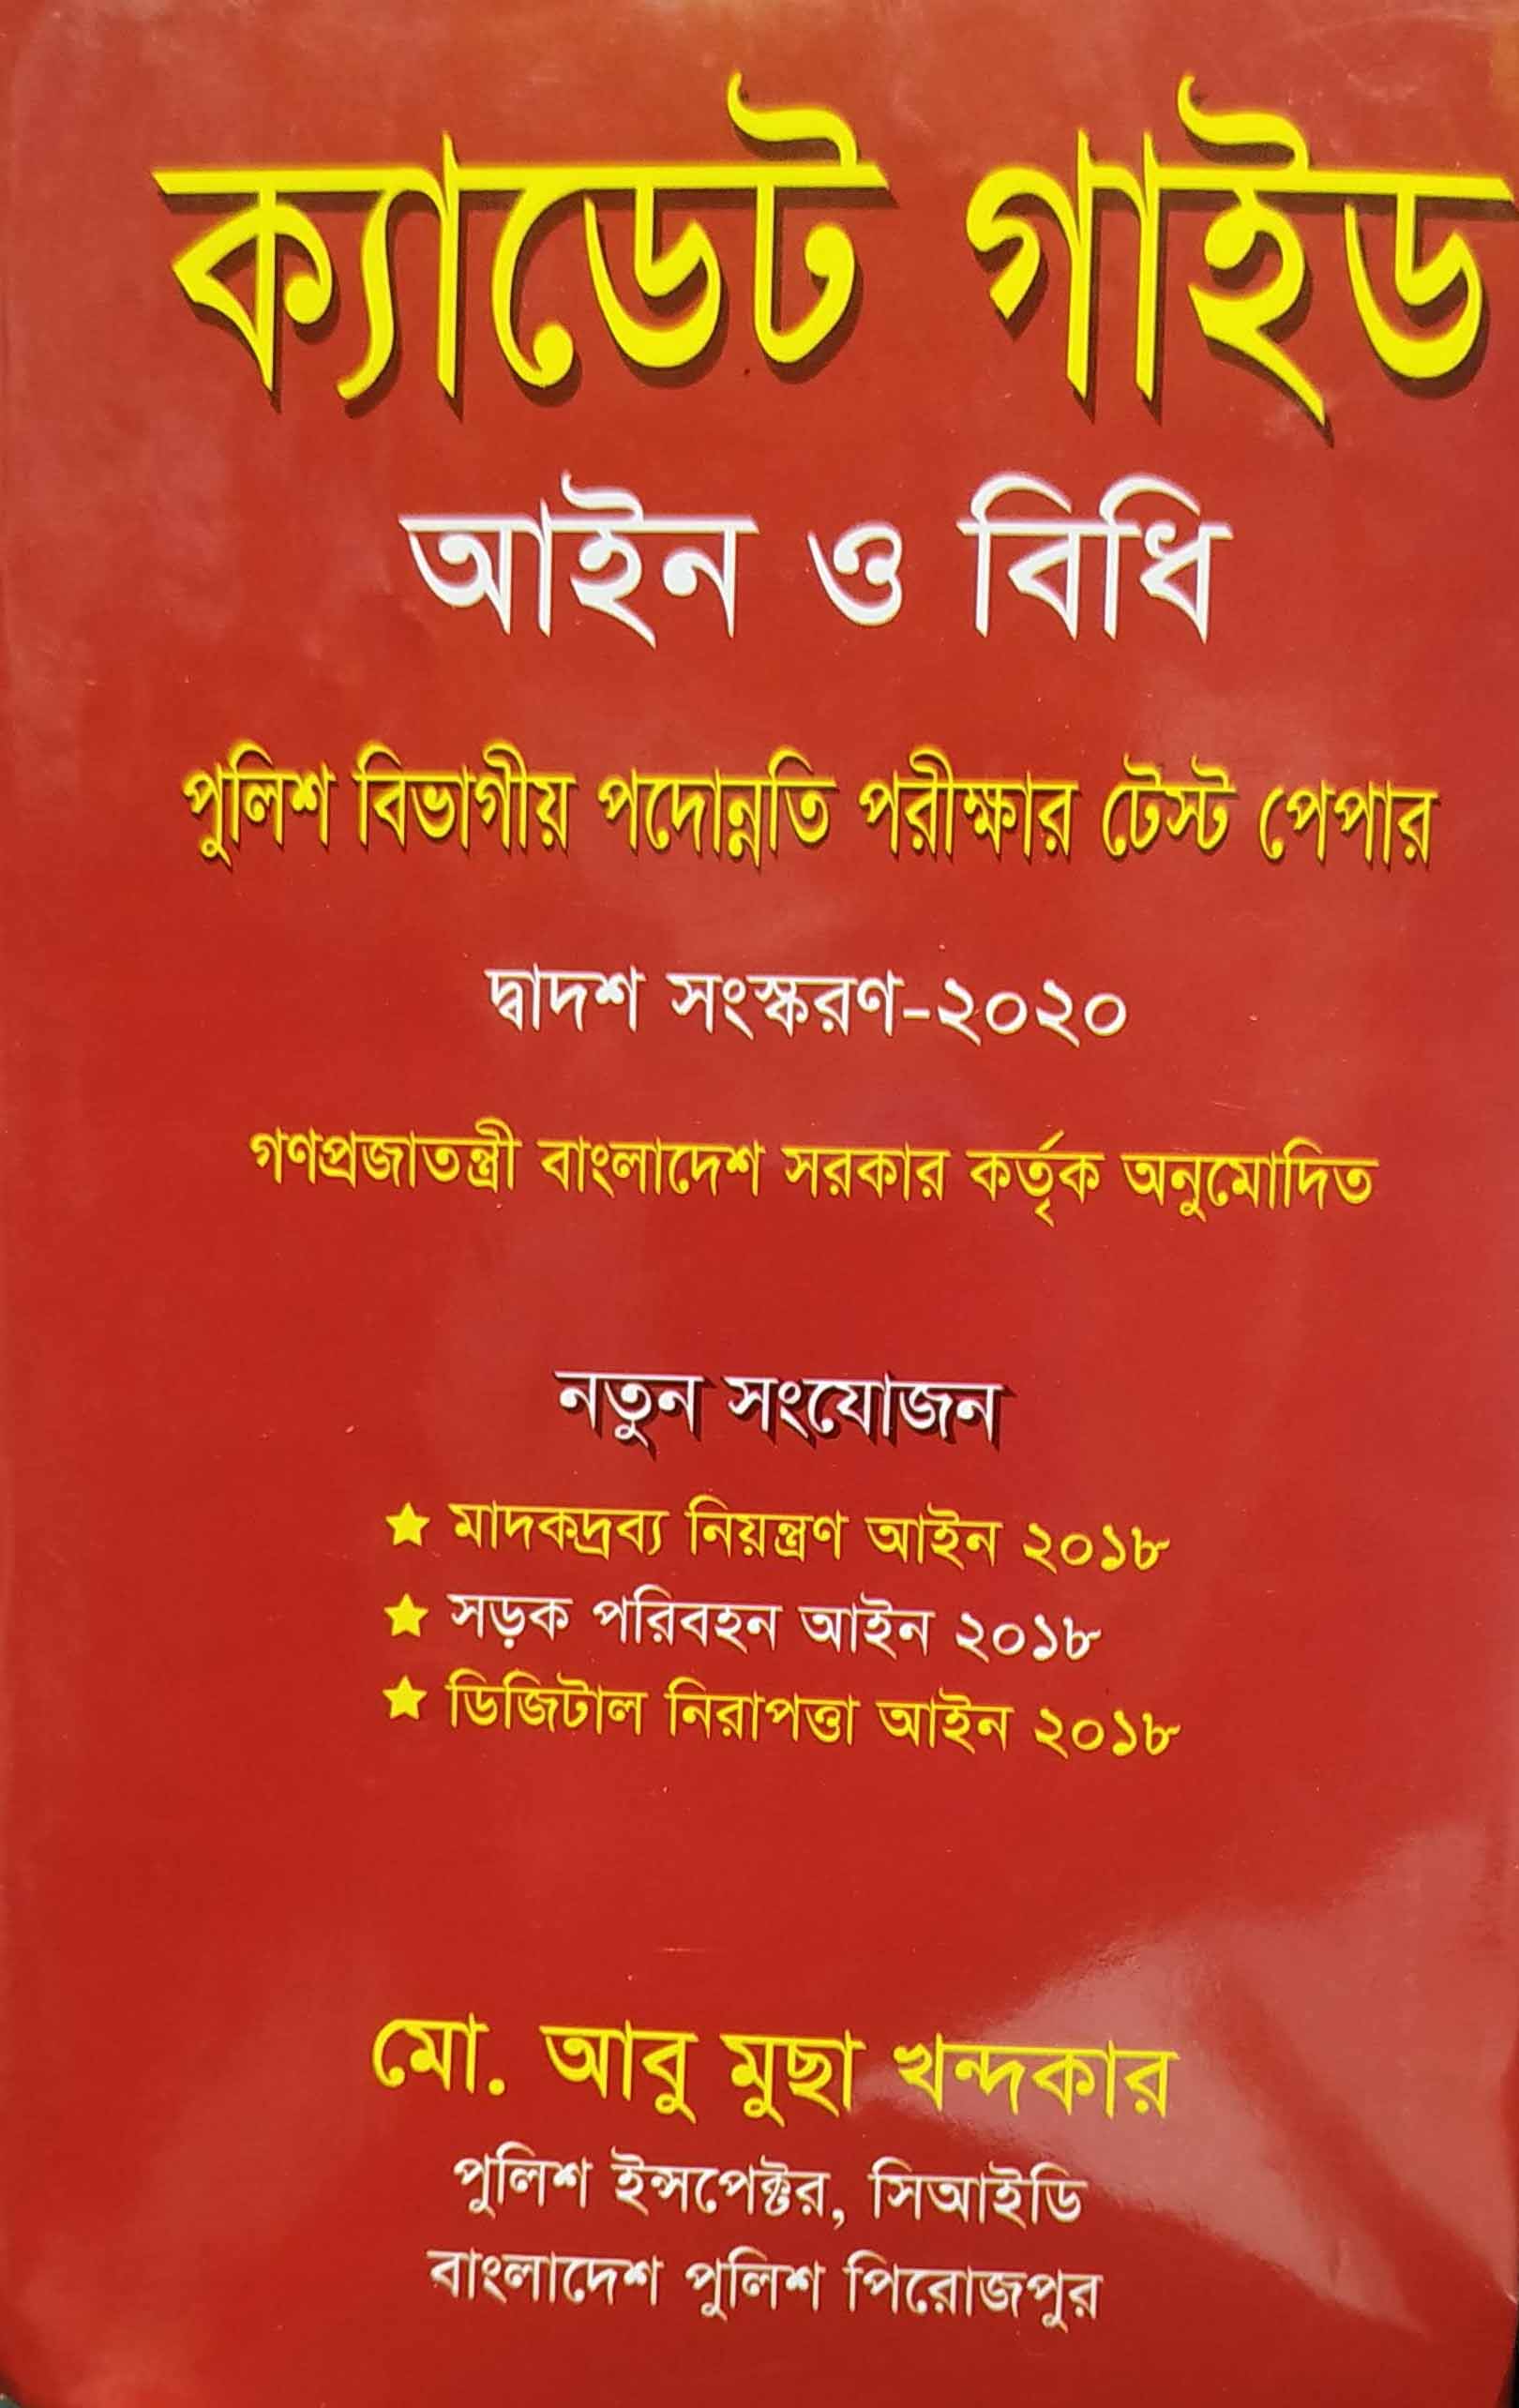 ক্যাডেট গাইড
আইন ও বিধি
পুলিশ বিভাগীয় পদোন্নতি পরীক্ষার টেস্ট পেপার
দ্বাদশ সংস্করণ-২০২০
গণপ্রজাতন্ত্রী বাংলাদেশ সরকার কর্তৃক অনুমোদিত
নতুন সংযোজন
★ মাদকদ্রব্য নিয়ন্ত্রণ আইন ২০১৮
★ সড়ক পরিবহন আইন ২০১৮
★ ডিজিটাল নিরাপত্তা আইন ২০১৮
মো. আবু মুছা খন্দকার
পুলিশ ইন্সপেক্টর, সিআইডি
বাংলাদেশ পুলিশ পিরোজপুর